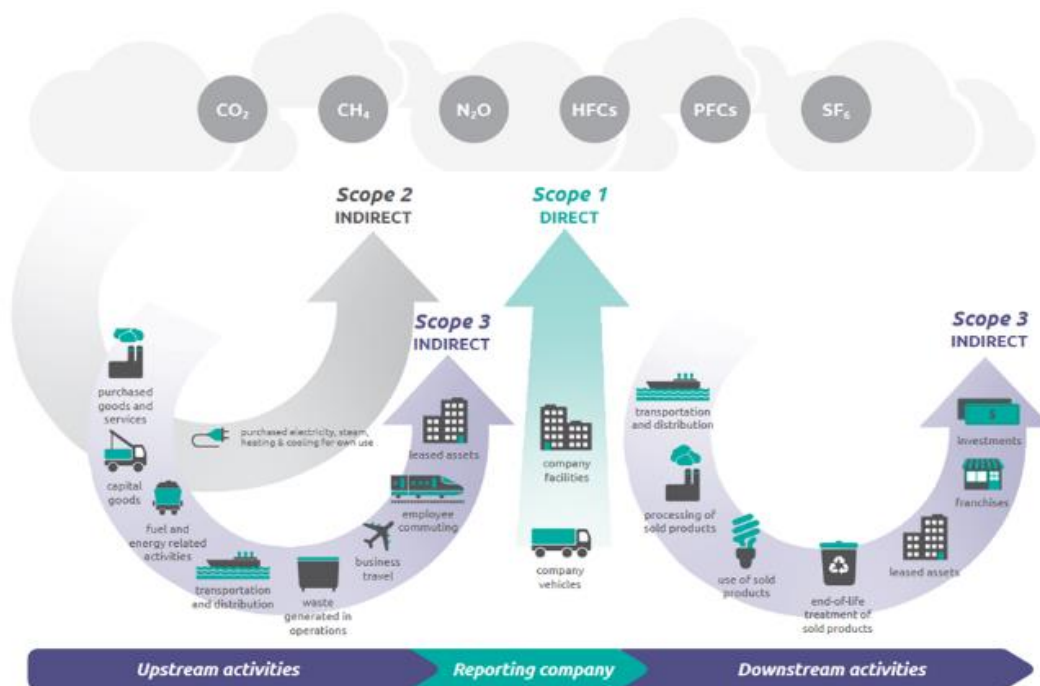 CO₂
CH₄
N₂O
HFCs
PFCs
SF₆
Scope 2
INDIRECT
Scope 1
DIRECT
Scope 3
INDIRECT
Scope 3
INDIRECT
purchased
goods and
services
capital
goods
fuel and
energy related
activities
transportation
and distribution
waste
generated in
operations
business
travel
employee
commuting
leased assets
purchased electricity, steam,
heating & cooling for own use
company
facilities
company
vehicles
transportation
and distribution
processing of
sold products
use of sold
products
end-of-life
treatment of
sold products
leased assets
franchises
$
investments
Upstream activities
Reporting company
Downstream activities